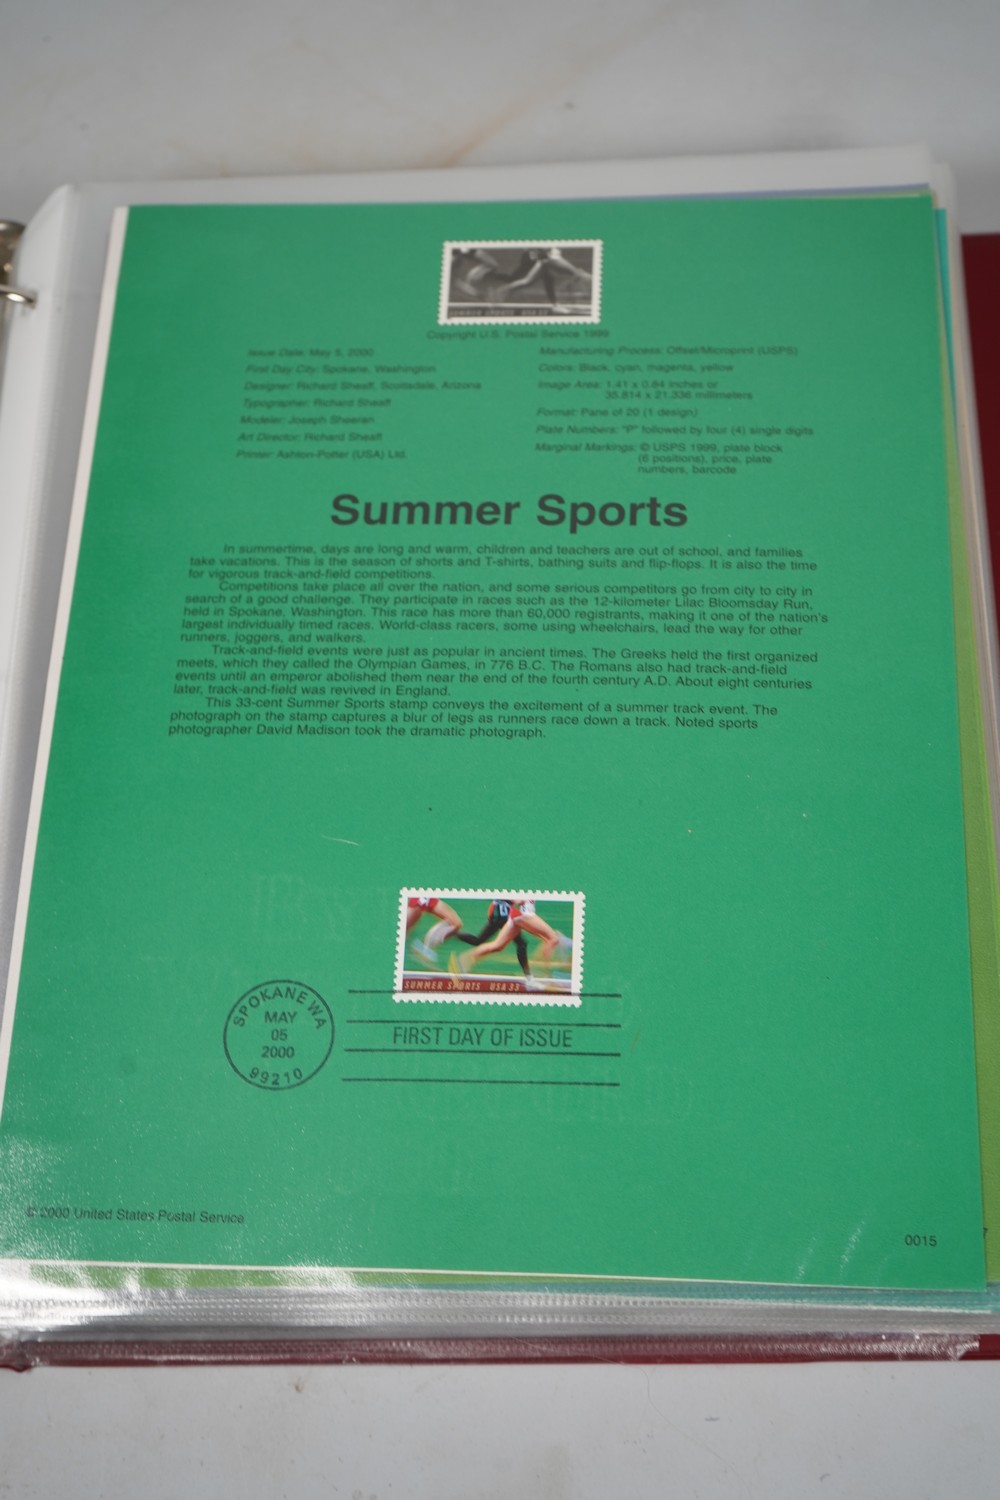 SUMMER SPORTS USA 33
Copyright U.S. Postal Service 1999
Issue Date: May 5, 2000
First Day City: Spokane, Washington
Designer: Richard Sheaff, Scottsdale, Arizona
Typographer: Richard Sheaff
Modeler: Joseph Sheeran
Art Director: Richard Sheaff
Printer: Ashton-Potter (USA) Ltd.
Manufacturing Process: Offset/Microprint (USPS)
Colors: Black, cyan, magenta, yellow
Image Area: 1.41 x 0.84 inches or
35.814 x 21.336 millimeters
Format: Pane of 20 (1 design)
Plate Numbers: "P" followed by four (4) single digits
Marginal Markings: © USPS 1999, plate block
(6 positions), price, plate
numbers, barcode
Summer Sports
In summertime, days are long and warm, children and teachers are out of school, and families
take vacations. This is the season of shorts and T-shirts, bathing suits and flip-flops. It is also the time
for vigorous track-and-field competitions.
Competitions take place all over the nation, and some serious competitors go from city to city in
search of a good challenge. They participate in races such as the 12-kilometer Lilac Bloomsday Run,
held in Spokane, Washington. This race has more than 60,000 registrants, making it one of the nation's
largest individually timed races. World-class racers, some using wheelchairs, lead the way for other
runners, joggers, and walkers.
Track-and-field events were just as popular in ancient times. The Greeks held the first organized
meets, which they called the Olympian Games, in 776 B.C. The Romans also had track-and-field
events until an emperor abolished them near the end of the fourth century A.D. About eight centuries
later, track-and-field was revived in England.
This 33-cent Summer Sports stamp conveys the excitement of a summer track event. The
photograph on the stamp captures a blur of legs as runners race down a track. Noted sports
photographer David Madison took the dramatic photograph.
SUMMER SPORTS USA 33
SPOKANE WA
MAY
05
2000
99210
FIRST DAY OF ISSUE
© 2000 United States Postal Service
0015